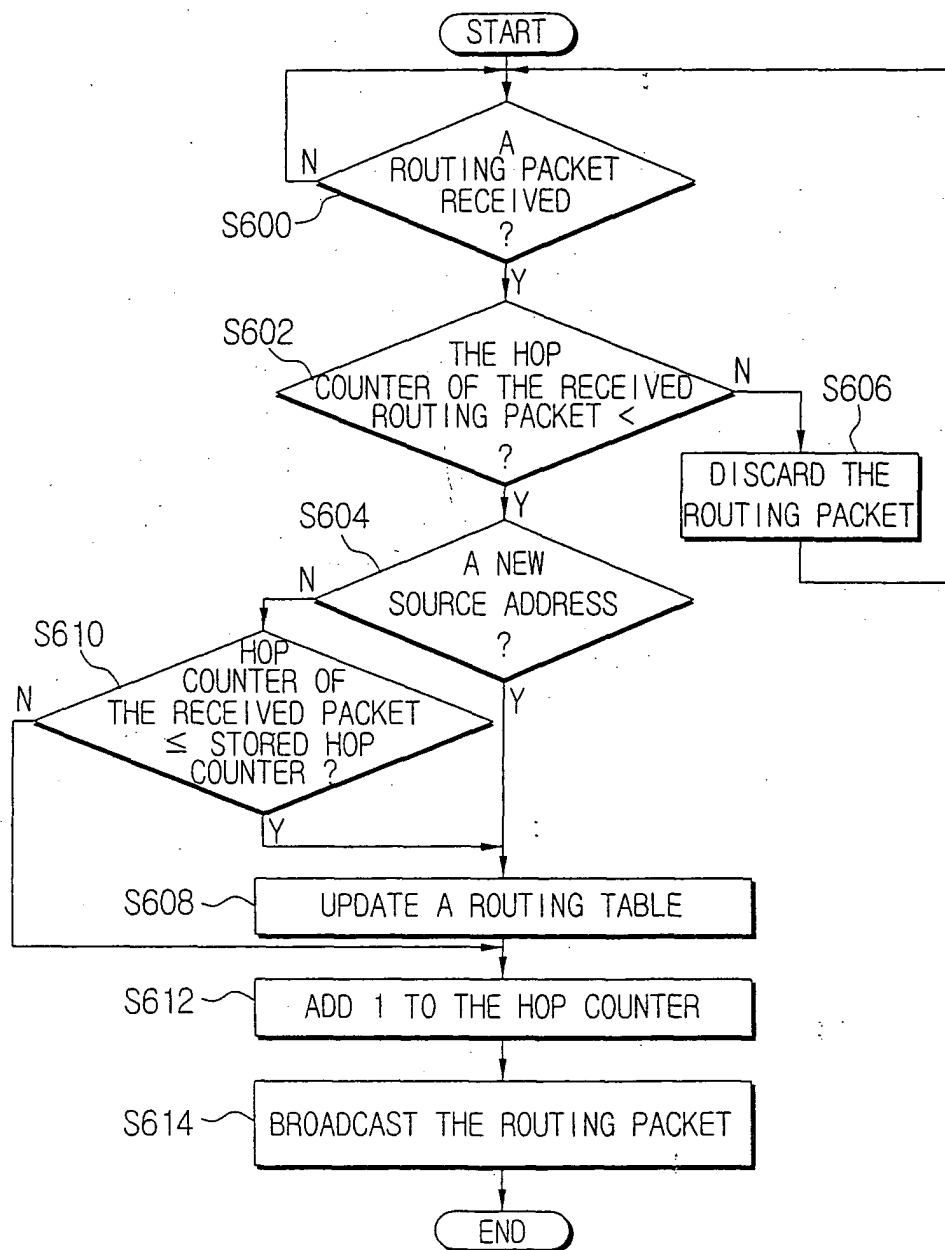 START
A
ROUTING PACKET
RECEIVED
?
N
S600
Y
S602
THE HOP
COUNTER OF THE RECEIVED
ROUTING PACKET <
?
N
S606
DISCARD THE
ROUTING PACKET
Y
S604
A NEW
SOURCE ADDRESS
?
N
Y
S610
HOP
COUNTER OF
THE RECEIVED PACKET
≤ STORED HOP
COUNTER ?
N
Y
S608
UPDATE A ROUTING TABLE
S612
ADD 1 TO THE HOP COUNTER
S614
BROADCAST THE ROUTING PACKET
END